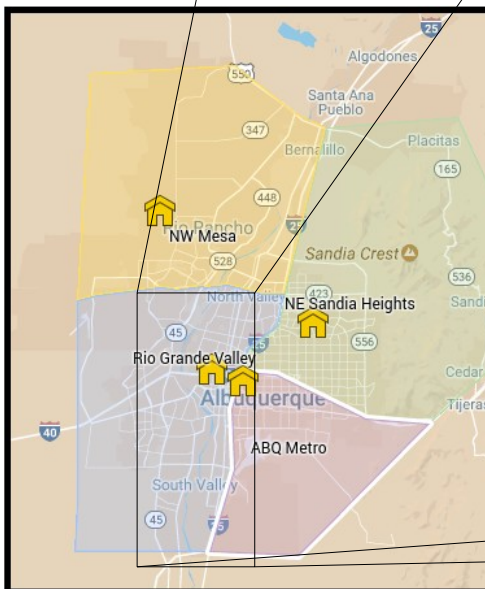 25
Algodones
550
Santa Ana
Pueblo
347
Bernalillo
Placitas
165
448
Rio Rancho
NW Mesa
25
Sandia Crest
528
536
North Valley
423
NE Sandia Heights
Sandi
45
25
556
Rio Grande Valley
Cedar
Albuquerque
Tijeras
40
ABQ Metro
South Valley
45
25